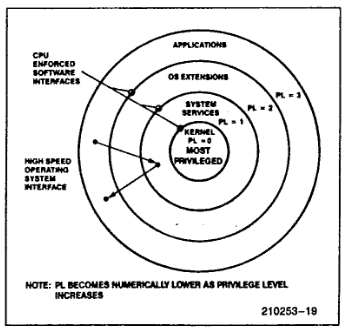 APPLICATIONS
CPU
ENFORCED
SOFTWARE
INTERFACES
OS EXTENSIONS
PL = 3
SYSTEM
SERVICES
PL = 2
PL = 1
KERNEL
PL = 0
MOST
PRIVILEGED
HIGH SPEED
OPERATING
SYSTEM
INTERFACE
NOTE: PL BECOMES NUMERICALLY LOWER AS PRIVILEGE LEVEL
INCREASES
210253–19